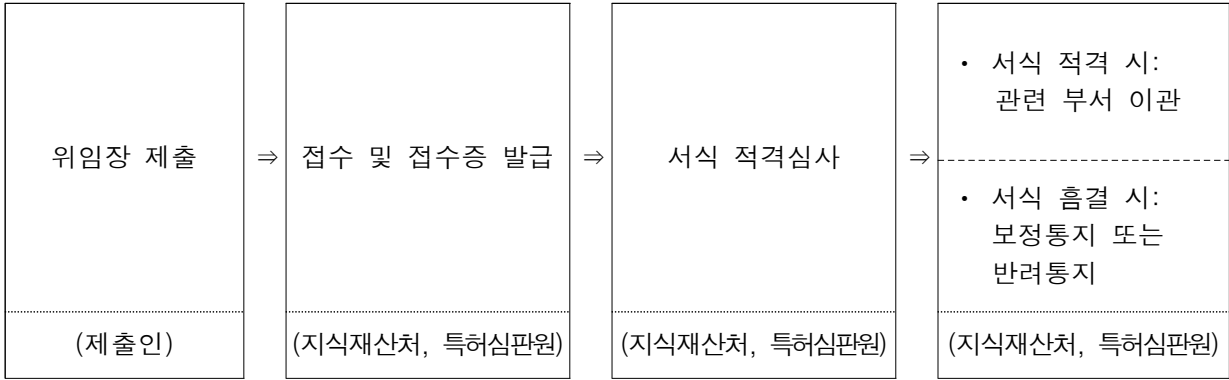 위임장 제출
⇒
접수 및 접수증 발급
⇒
서식 적격심사
⇒
• 서식 적격 시:
관련 부서 이관
• 서식 흠결 시:
보정통지 또는
반려통지
(제출인)
(지식재산처, 특허심판원)
(지식재산처, 특허심판원)
(지식재산처, 특허심판원)